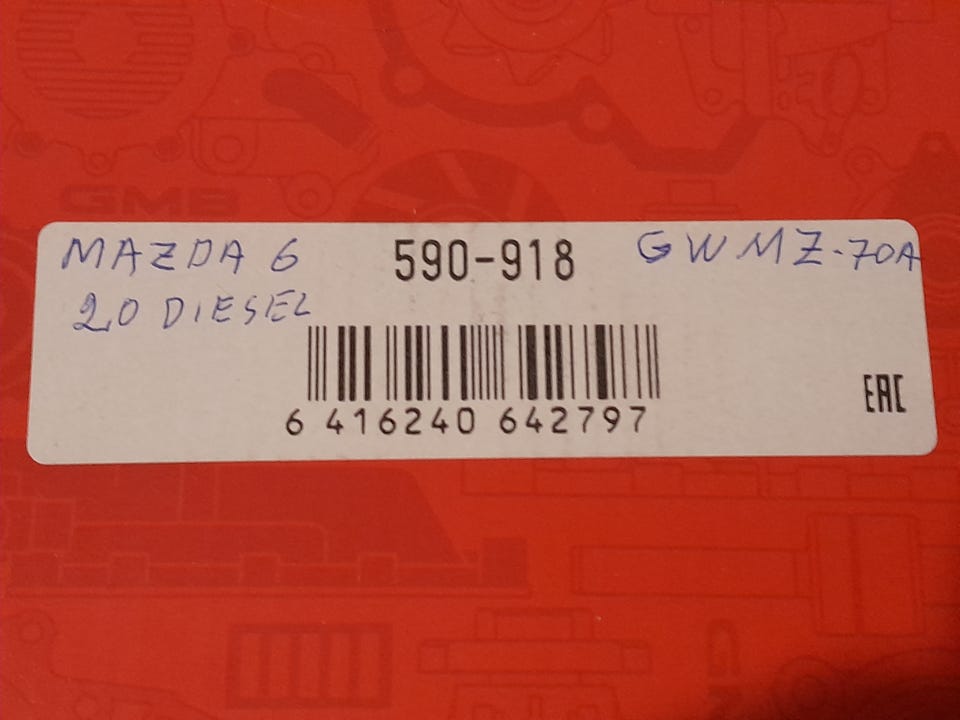 GMB
MAZDA 6 590-918 GWMZ-70A
2.0 DIESEL
EAC
6 416240 642797